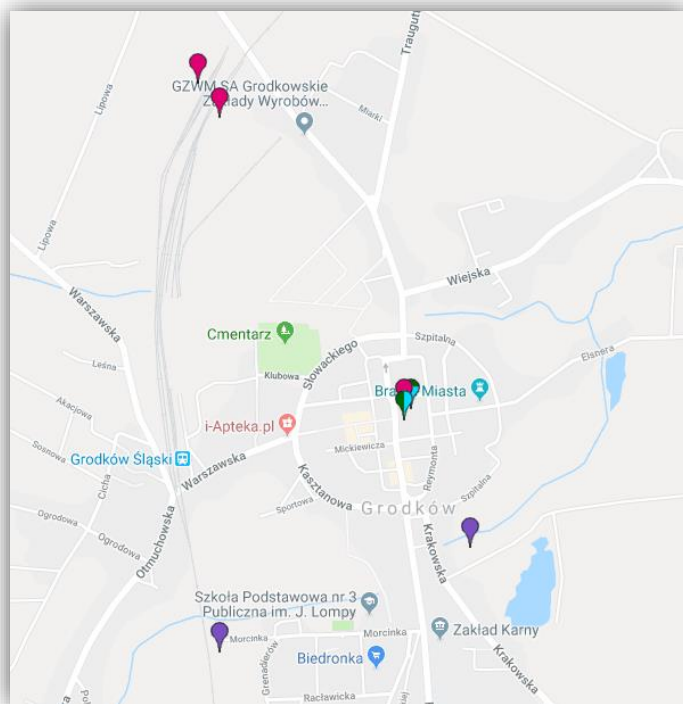 Lipowa
Traugut
GZWM SA Grodkowskie
Zakłady Wyrobów...
Miarki
Lipowa
Wiejska
Warszawska
Cmentarz
Szpitalna
Słowackiego
Elsnera
Leśna
Klubowa
Miasta
Akacjowa
i-Apteka.pl
Mickiewicza
Sosnowa
Grodków Śląski
Warszawska
Reymonta
Cicha
Szpitalna
Kasztanowa
Sportowa
Grodków
Ogrodowa
Ogrodowa
Otmuchowska
Krakowska
Szkoła Podstawowa nr 3
Publiczna im. J. Lompy
Morcinka
Morcinka
Zakład Karny
Grenadierów
Biedronka
Krakowska
Racławicka